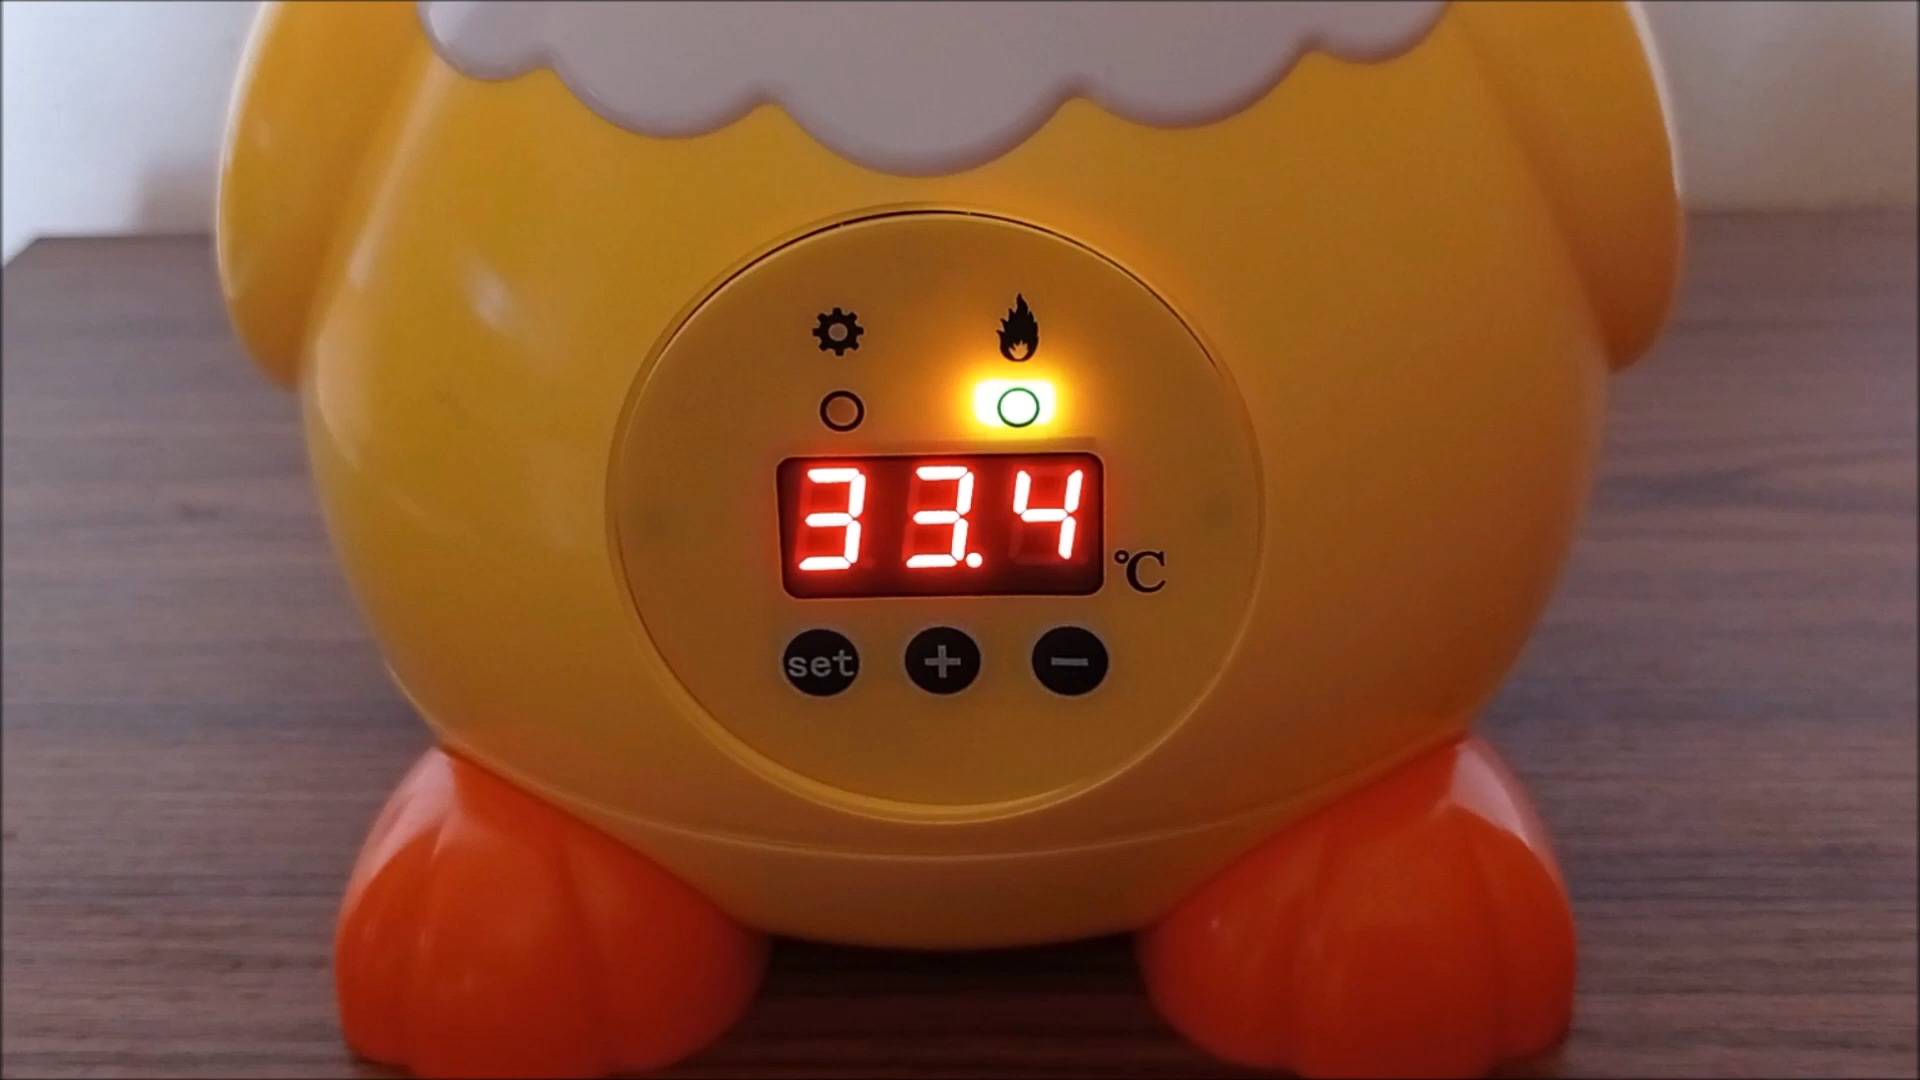 33.4
℃
set + −